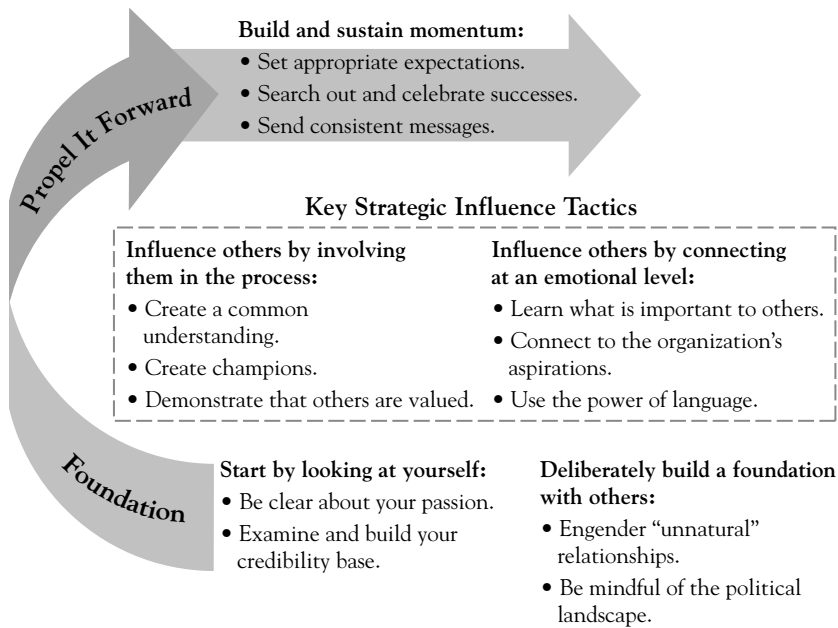 Build and sustain momentum:
• Set appropriate expectations.
• Search out and celebrate successes.
• Send consistent messages.
Propel It Forward
Key Strategic Influence Tactics
Influence others by involving
them in the process:
• Create a common
understanding.
• Create champions.
• Demonstrate that others are valued.
Influence others by connecting
at an emotional level:
• Learn what is important to others.
• Connect to the organization’s
aspirations.
• Use the power of language.
Foundation
Start by looking at yourself:
• Be clear about your passion.
• Examine and build your
credibility base.
Deliberately build a foundation
with others:
• Engender “unnatural”
relationships.
• Be mindful of the political
landscape.